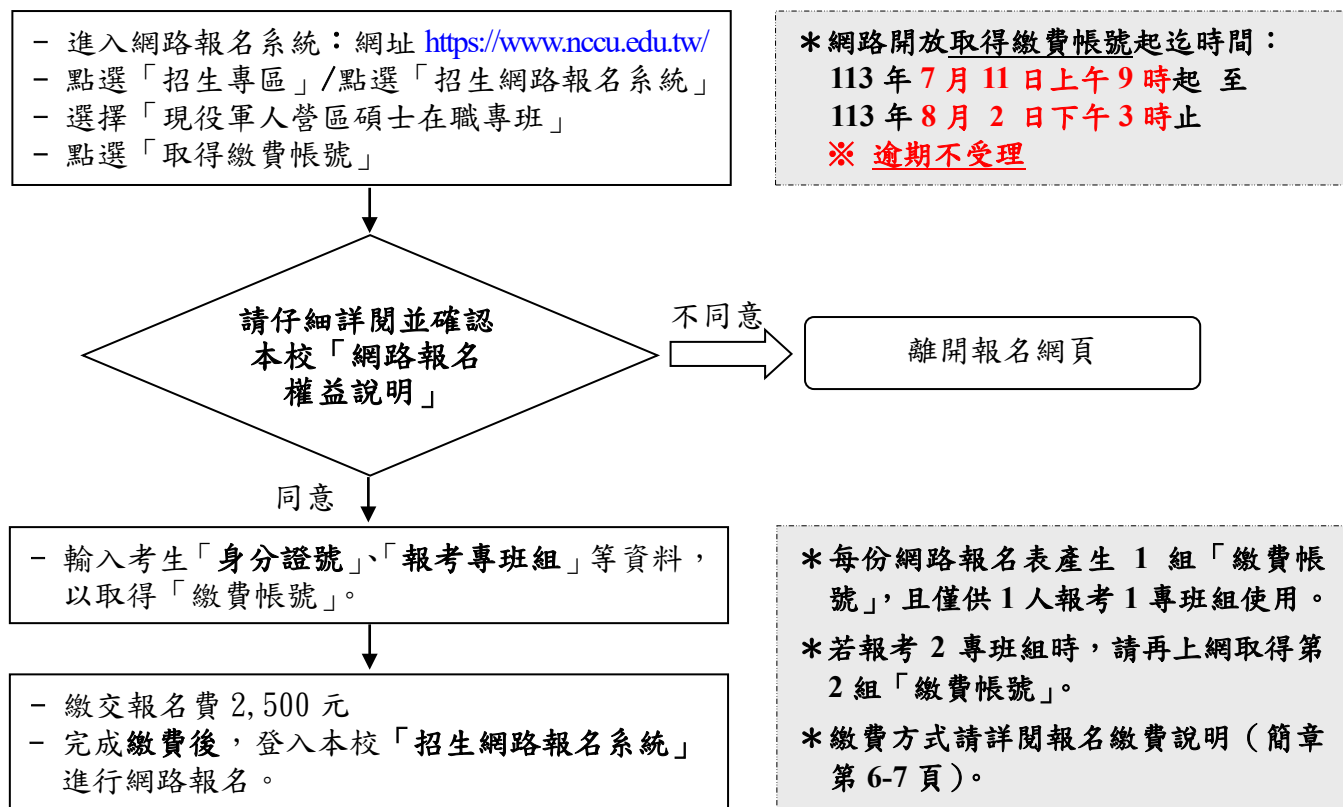 - 進入網路報名系統：網址 https://www.nccu.edu.tw/
- 點選「招生專區」/點選「招生網路報名系統」
- 選擇「現役軍人營區碩士在職專班」
- 點選「取得繳費帳號」
＊網路開放取得繳費帳號起迄時間：
113 年 7 月 11 日上午 9 時起 至
113 年 8 月 2 日下午 3 時止
※ 逾期不受理
請仔細詳閱並確認
本校「網路報名
權益說明」
不同意
離開報名網頁
同意
- 輸入考生「身分證號」、「報考專班組」等資料，
以取得「繳費帳號」。
＊每份網路報名表產生 1 組「繳費帳
號」，且僅供 1 人報考 1 專班組使用。
＊若報考 2 專班組時，請再上網取得第
2 組「繳費帳號」。
＊繳費方式請詳閱報名繳費說明（簡章
第 6-7 頁）。
- 繳交報名費 2,500 元
- 完成繳費後，登入本校「招生網路報名系統」
進行網路報名。